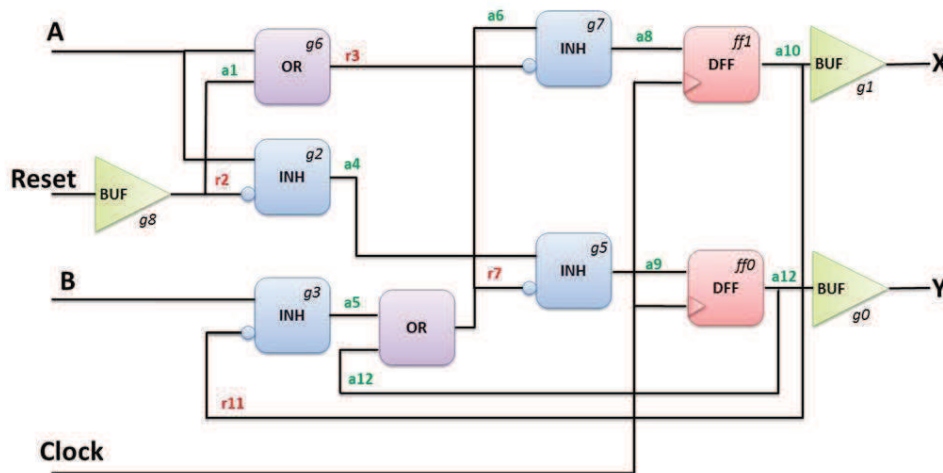 A
a6
g7
INH
a8
ff1
DFF
a10
BUF
g1
X
g6
OR
r3
a1
g2
INH
a4
Reset
BUF
g8
r2
g5
INH
r7
a9
ff0
DFF
a12
BUF
g0
Y
B
g3
INH
a5
OR
a12
r11
Clock